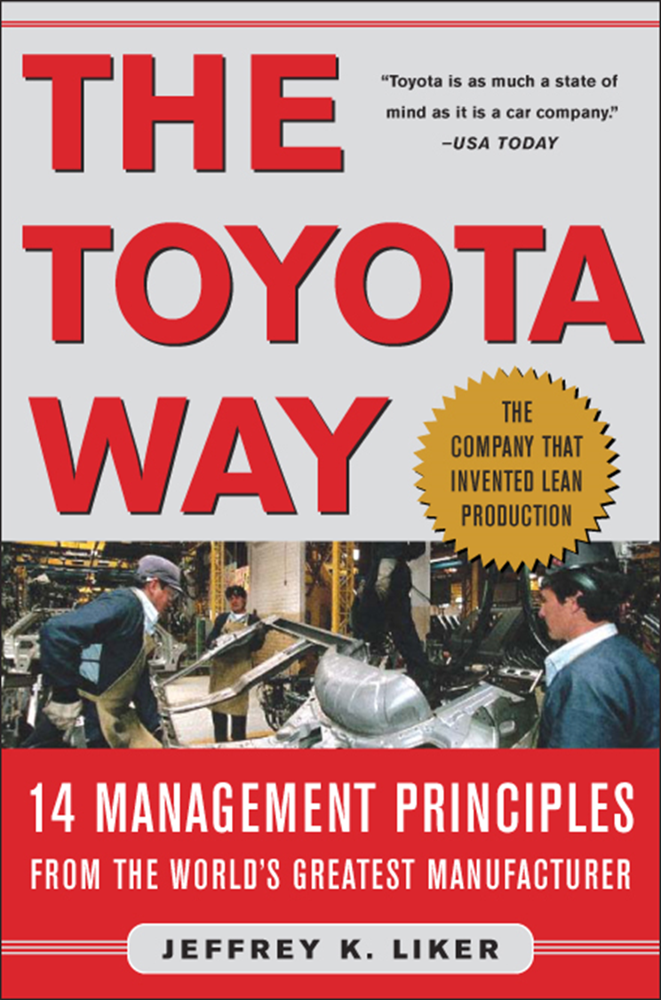 THE
TOYOTA
WAY
“Toyota is as much a state of
mind as it is a car company.”
–USA TODAY
THE
COMPANY THAT
INVENTED LEAN
PRODUCTION
14 MANAGEMENT PRINCIPLES
FROM THE WORLD'S GREATEST MANUFACTURER
JEFFREY K. LIKER